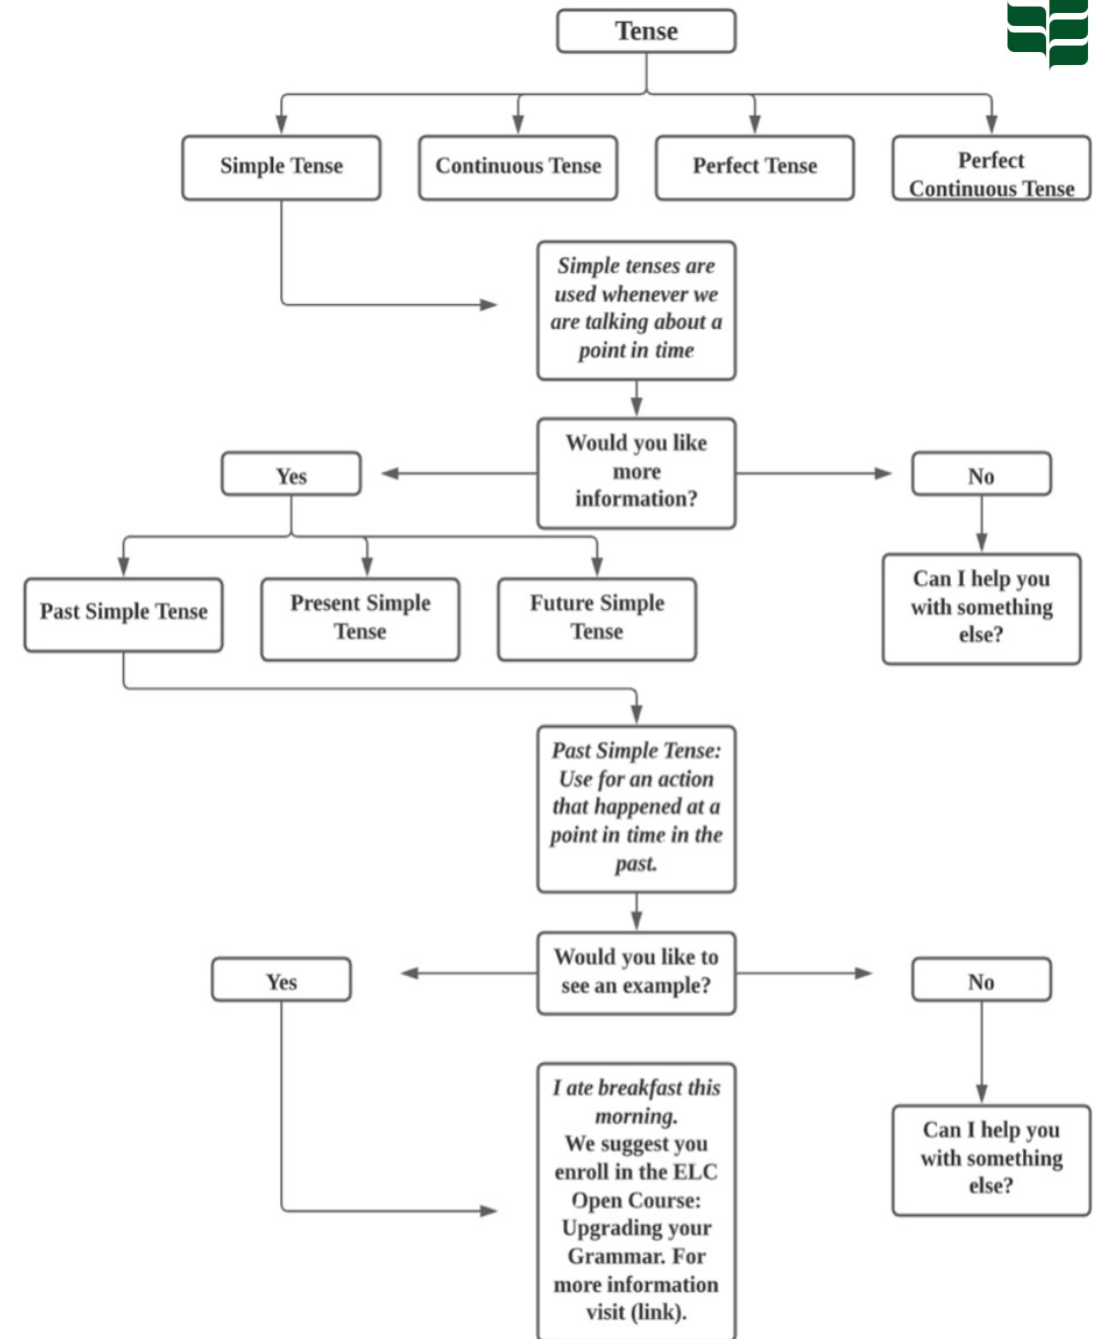 Tense
Simple Tense
Continuous Tense
Perfect Tense
Perfect
Continuous Tense
Simple tenses are
used whenever we
are talking about a
point in time
Would you like
more
information?
Yes
No
Past Simple Tense
Present Simple
Tense
Future Simple
Tense
Can I help you
with something
else?
Past Simple Tense:
Use for an action
that happened at a
point in time in the
past.
Would you like to
see an example?
Yes
No
I ate breakfast this
morning.
We suggest you
enroll in the ELC
Open Course:
Upgrading your
Grammar. For
more information
visit (link).
Can I help you
with something
else?